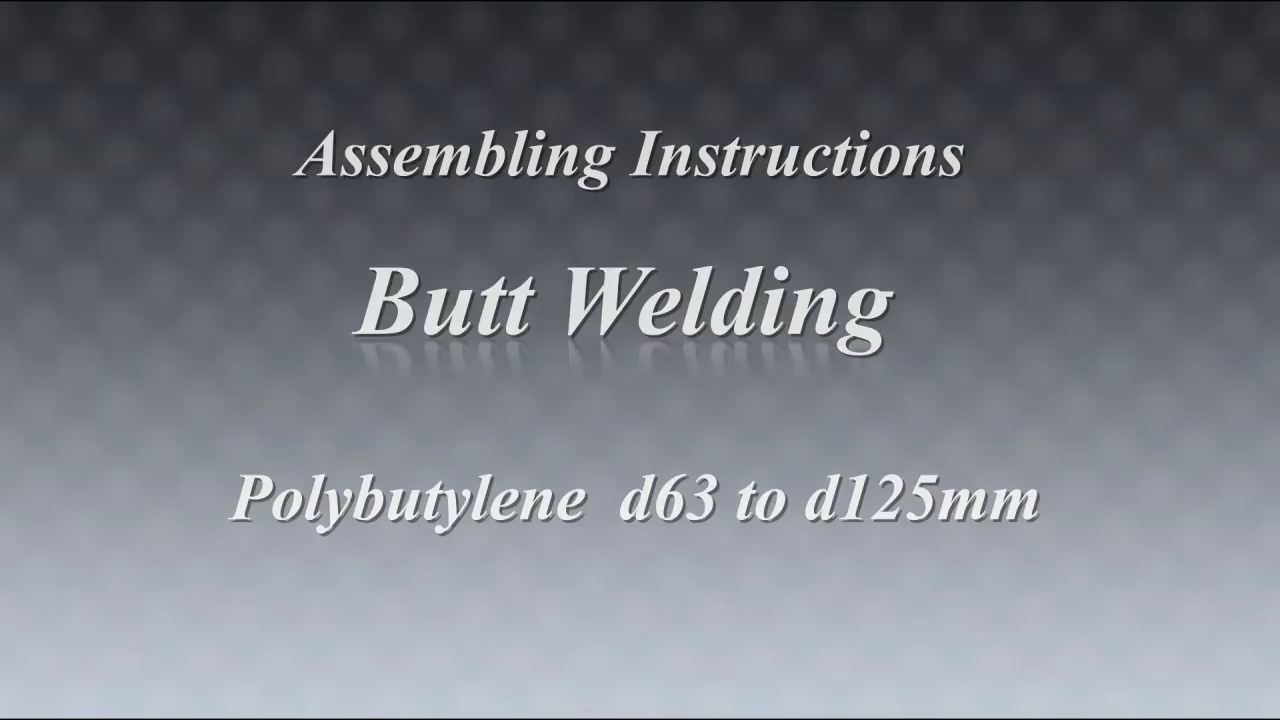 Assembling Instructions
Butt Welding
Polybutylene d63 to d125mm